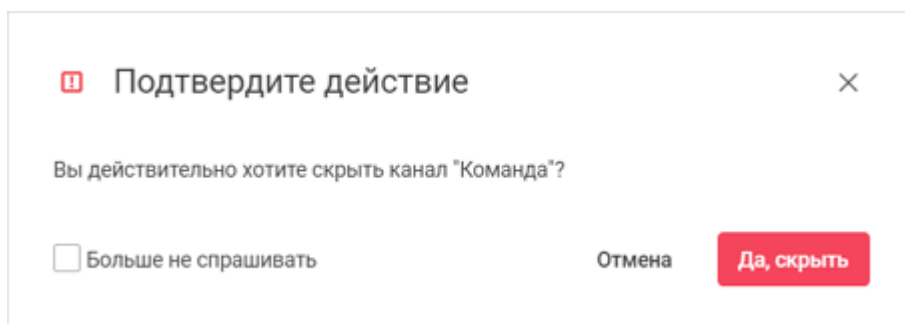 Подтвердите действие
Вы действительно хотите скрыть канал "Команда"?
Больше не спрашивать
Отмена
Да, скрыть